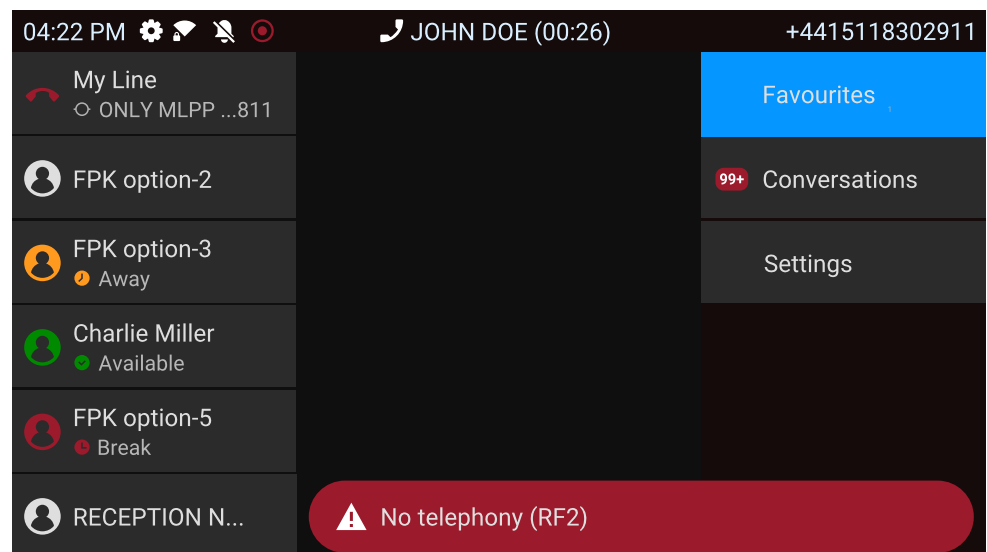 04:22 PM
JOHN DOE (00:26)
+4415118302911
My Line
ONLY MLPP ...811
FPK option-2
FPK option-3
Away
Charlie Miller
Available
FPK option-5
Break
RECEPTION N...
Favourites
1
99+ Conversations
Settings
No telephony (RF2)